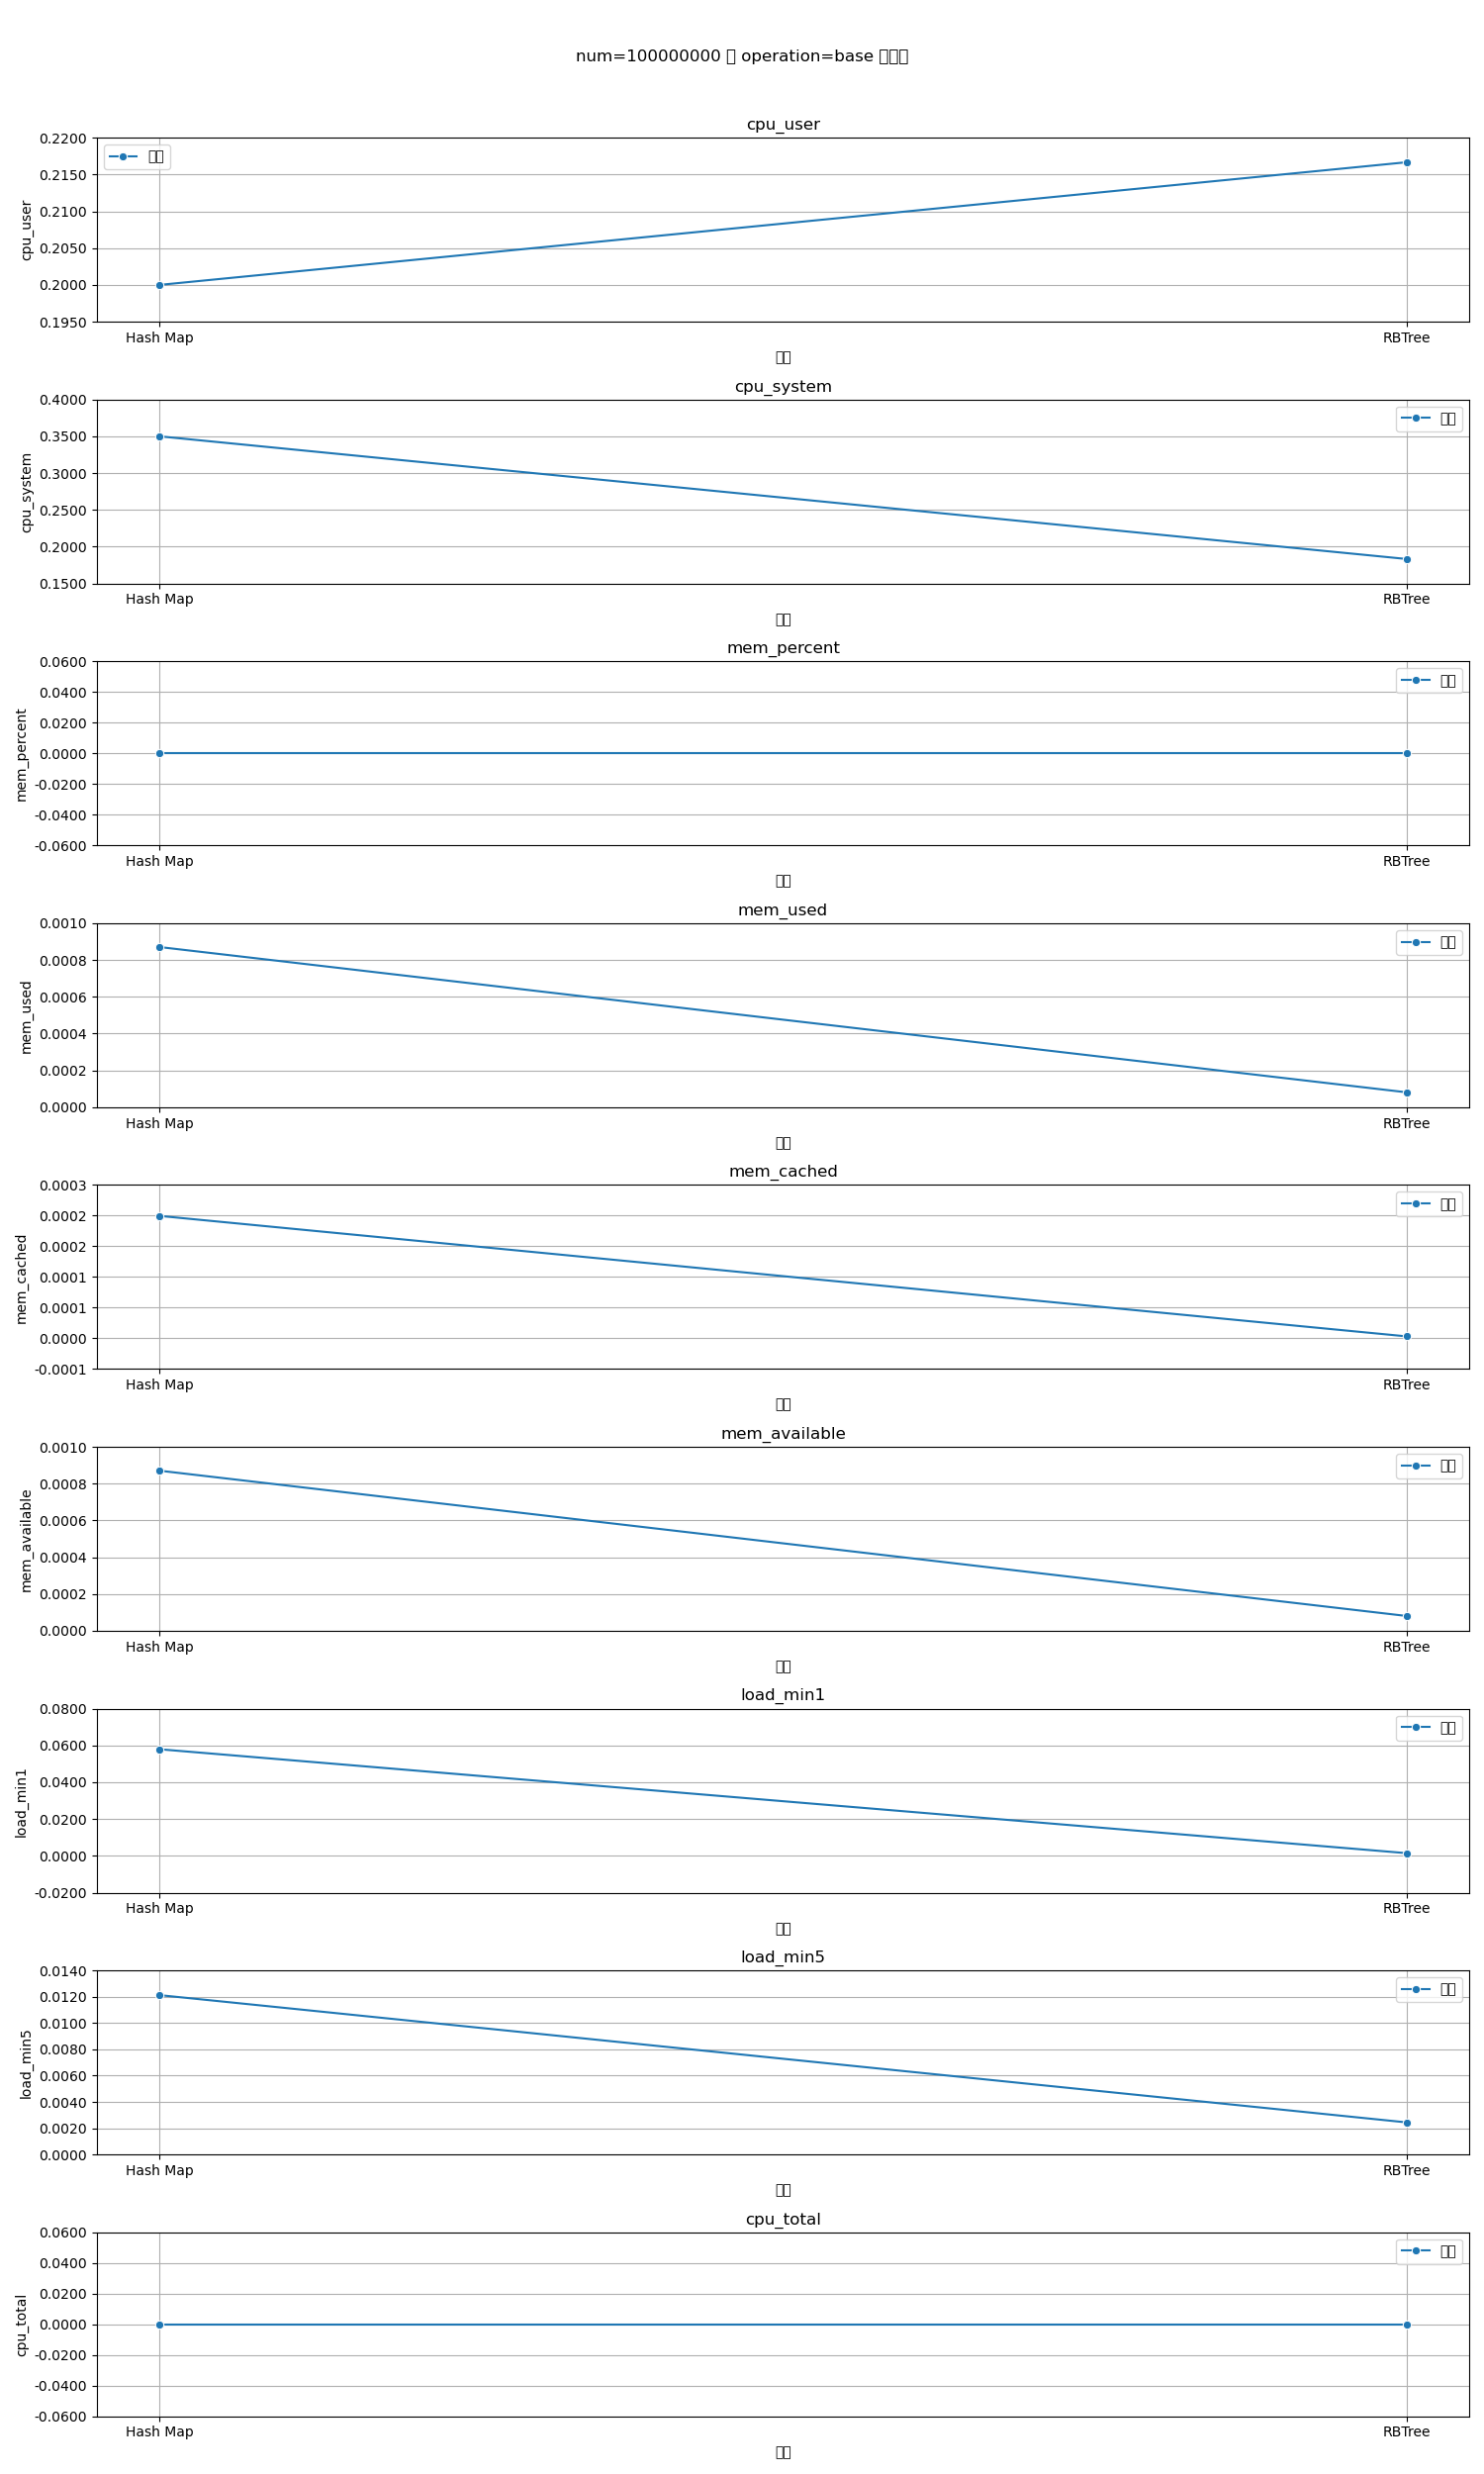 num=100000000 operation=base
cpu_user
0.2200
0.2150
0.2100
0.2050
0.2000
0.1950
cpu_user
Hash Map RBTree
cpu_system
0.4000
0.3500
0.3000
0.2500
0.2000
0.1500
cpu_system
Hash Map RBTree
mem_percent
0.0600
0.0400
0.0200
0.0000
-0.0200
-0.0400
-0.0600
mem_percent
Hash Map RBTree
mem_used
0.0010
0.0008
0.0006
0.0004
0.0002
0.0000
mem_used
Hash Map RBTree
mem_cached
0.0003
0.0002
0.0002
0.0001
0.0001
0.0000
-0.0001
mem_cached
Hash Map RBTree
mem_available
0.0010
0.0008
0.0006
0.0004
0.0002
0.0000
mem_available
Hash Map RBTree
load_min1
0.0800
0.0600
0.0400
0.0200
0.0000
-0.0200
load_min1
Hash Map RBTree
load_min5
0.0140
0.0120
0.0100
0.0080
0.0060
0.0040
0.0020
0.0000
load_min5
Hash Map RBTree
cpu_total
0.0600
0.0400
0.0200
0.0000
-0.0200
-0.0400
-0.0600
cpu_total
Hash Map RBTree